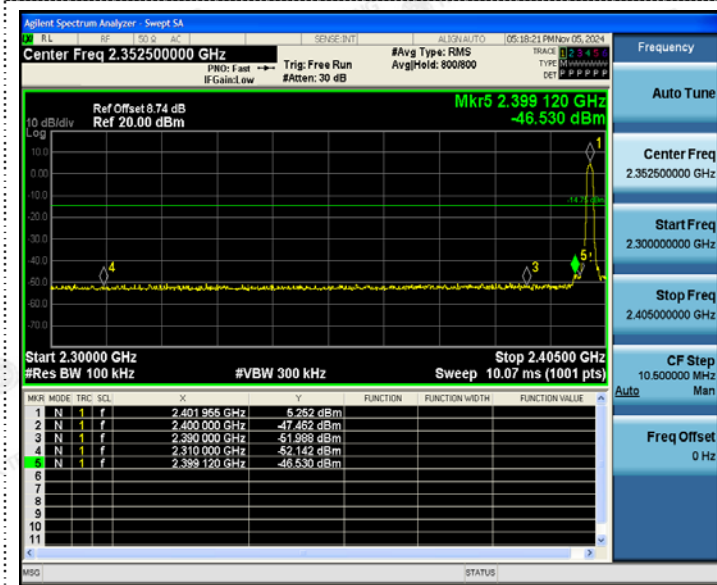 Agilent Spectrum Analyzer - Swept SA
RL RF 50 Ω AC SENSE:INT ALIGN AUTO 05:18:21 PM Nov 05, 2024
Center Freq 2.352500000 GHz
PNO: Fast
IFGain:Low
Trig: Free Run
#Atten: 30 dB
#Avg Type: RMS
Avg|Hold: 800/800
TRACE 1 2 3 4 5 6
TYPE M W W W W W
DET P P P P P P
Mkr5 2.399 120 GHz
-46.530 dBm
Ref Offset 8.74 dB
10 dB/div Ref 20.00 dBm
Log
10.0
0.00
-10.0
-20.0
-30.0
-40.0
-50.0
-60.0
-70.0
-14.75 dBm
1
4
3
5
Start 2.30000 GHz Stop 2.40500 GHz
#Res BW 100 kHz #VBW 300 kHz Sweep 10.07 ms (1001 pts)
MKR MODE TRC SCL X Y FUNCTION FUNCTION WIDTH FUNCTION VALUE
1 N 1 f 2.401 955 GHz 5.252 dBm
2 N 1 f 2.400 000 GHz -47.462 dBm
3 N 1 f 2.390 000 GHz -51.988 dBm
4 N 1 f 2.310 000 GHz -52.142 dBm
5 N 1 f 2.399 120 GHz -46.530 dBm
6
7
8
9
10
11
MSG STATUS
Frequency
Auto Tune
Center Freq
2.352500000 GHz
Start Freq
2.300000000 GHz
Stop Freq
2.405000000 GHz
CF Step
10.500000 MHz
Auto Man
Freq Offset
0 Hz